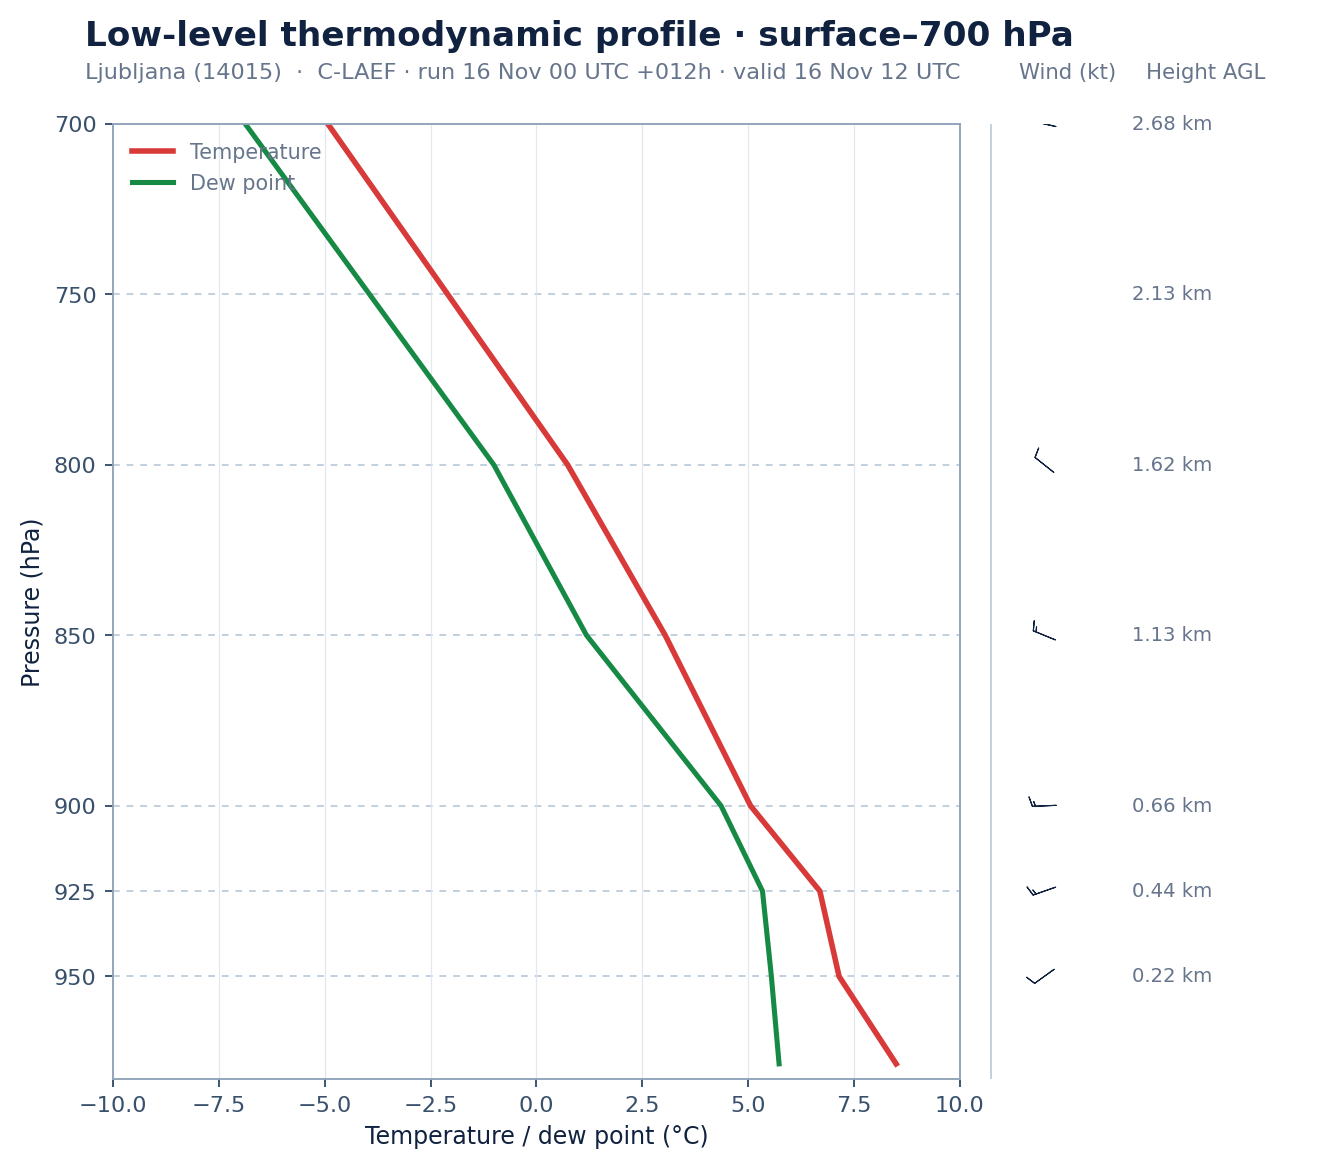 Low-level thermodynamic profile · surface–700 hPa
Ljubljana (14015) · C-LAEF · run 16 Nov 00 UTC +012h · valid 16 Nov 12 UTC
Wind (kt) Height AGL
700
2.68 km
Temperature
Dew point
750
2.13 km
800
1.62 km
850
1.13 km
900
0.66 km
925
0.44 km
950
0.22 km
Pressure (hPa)
−10.0 −7.5 −5.0 −2.5 0.0 2.5 5.0 7.5 10.0
Temperature / dew point (°C)